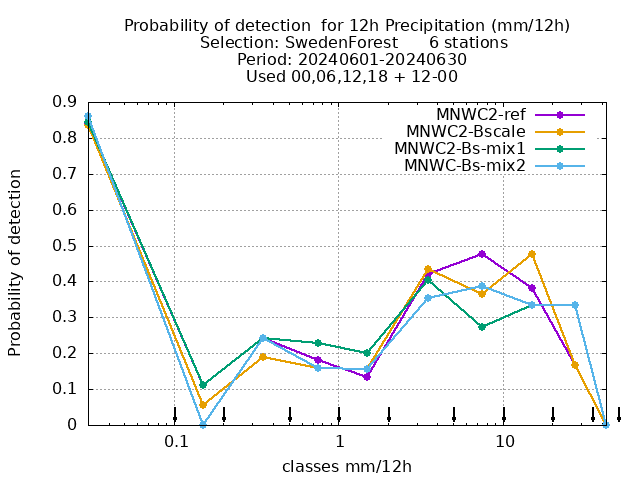 Probability of detection  for 12h Precipitation (mm/12h)
Selection: SwedenForest      6 stations
Period: 20240601-20240630
Used 00,06,12,18 + 12-00
MNWC2-ref
MNWC2-Bscale
MNWC2-Bs-mix1
MNWC-Bs-mix2
Probability of detection
0.9
0.8
0.7
0.6
0.5
0.4
0.3
0.2
0.1
0
0.1 1 10
classes mm/12h